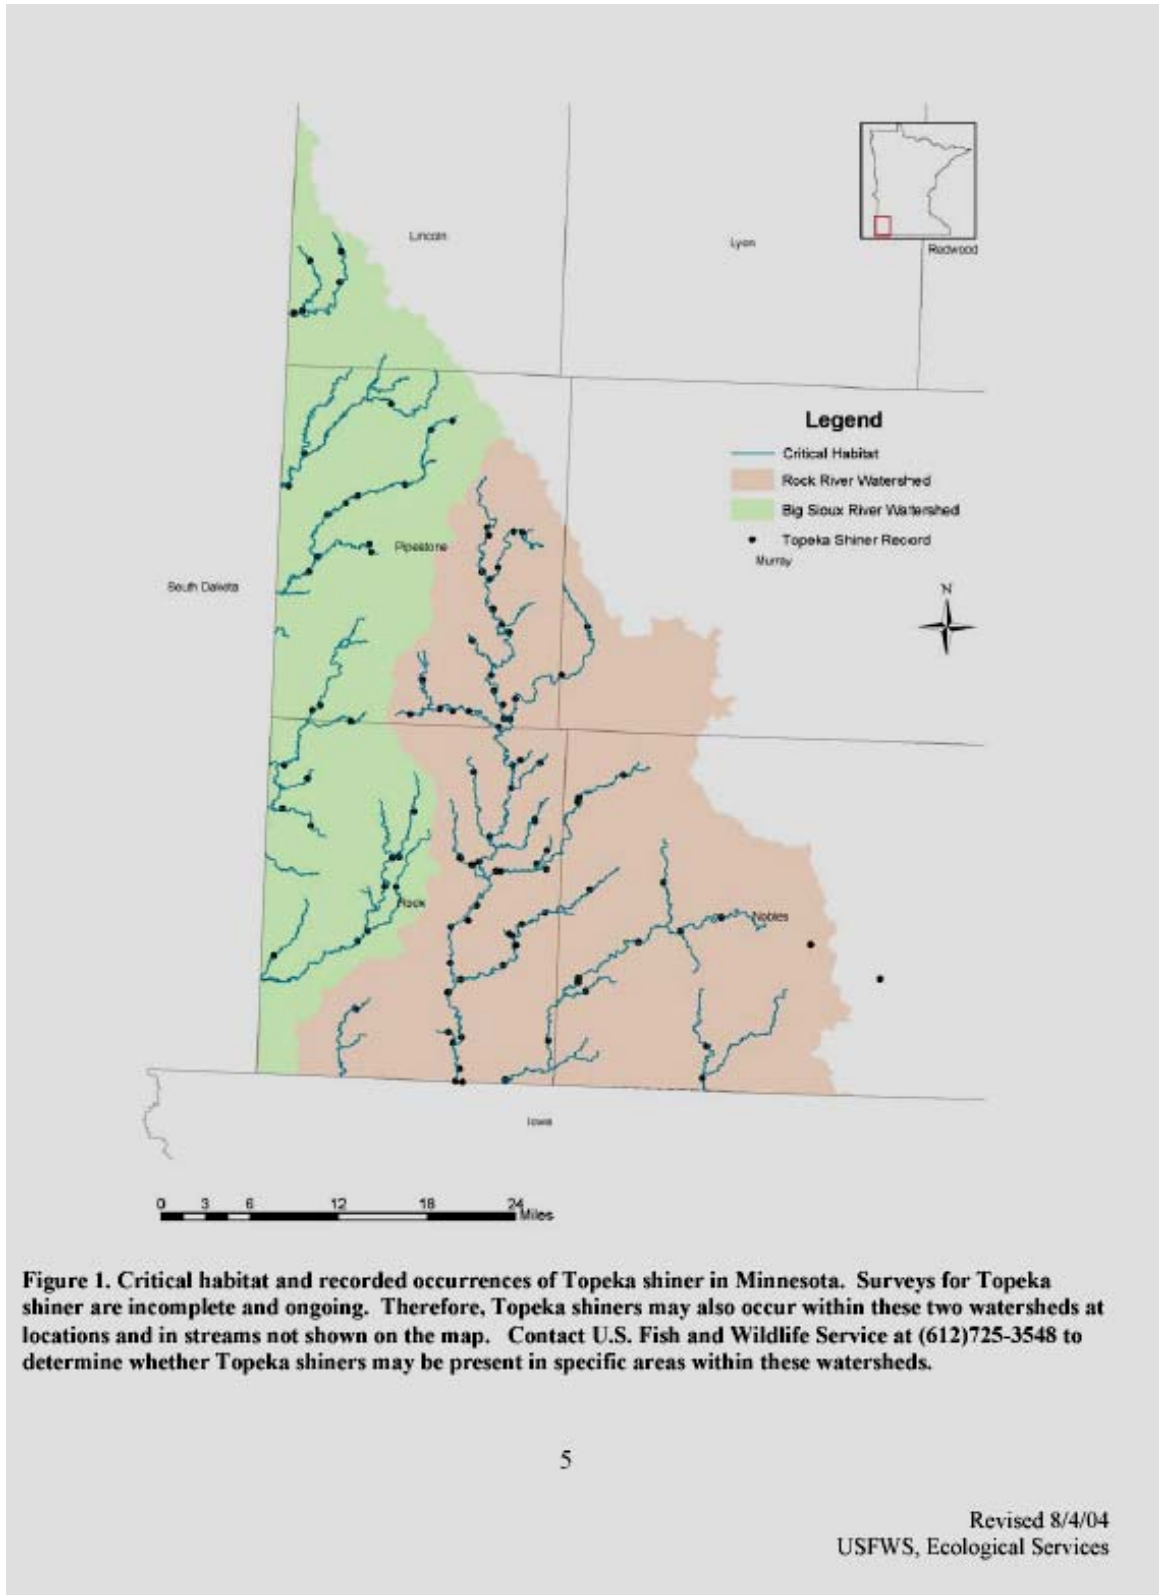 Lincoln
Lyon
Redwood
Legend
Critical Habitat
Rock River Watershed
Big Sioux River Watershed
Topeka Shiner Record
Murray
Pipestone
South Dakota
N
Rock
Nobles
Iowa
0 3 6 12 18 24
Miles
Figure 1. Critical habitat and recorded occurrences of Topeka shiner in Minnesota. Surveys for Topeka
shiner are incomplete and ongoing. Therefore, Topeka shiners may also occur within these two watersheds at
locations and in streams not shown on the map. Contact U.S. Fish and Wildlife Service at (612)725-3548 to
determine whether Topeka shiners may be present in specific areas within these watersheds.
5
Revised 8/4/04
USFWS, Ecological Services